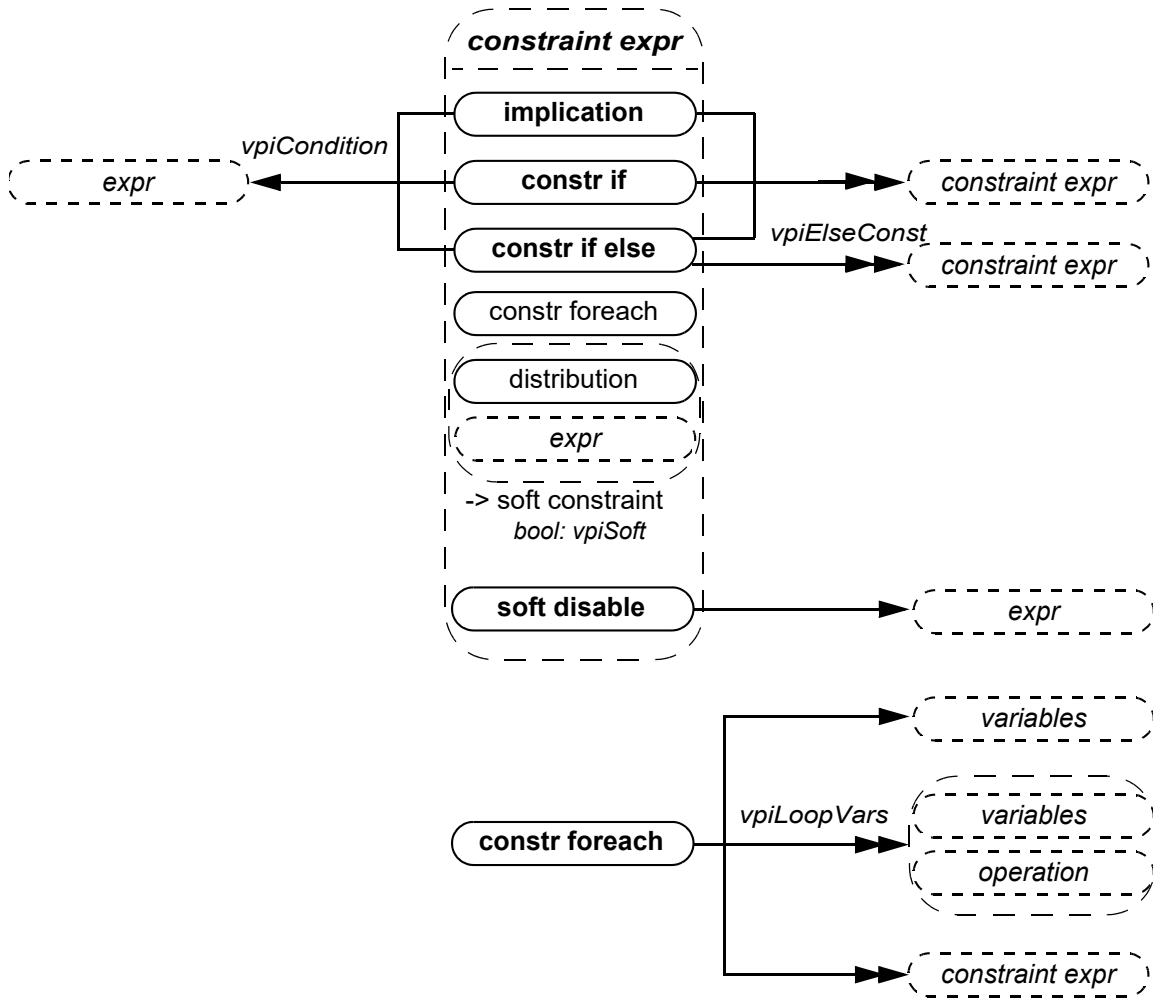 constraint expr
implication
vpiCondition
expr
constr if
constraint expr
constr if else
vpiElseConst
constraint expr
constr foreach
distribution
expr
-> soft constraint
bool: vpiSoft
soft disable
expr
variables
vpiLoopVars
variables
constr foreach
operation
constraint expr